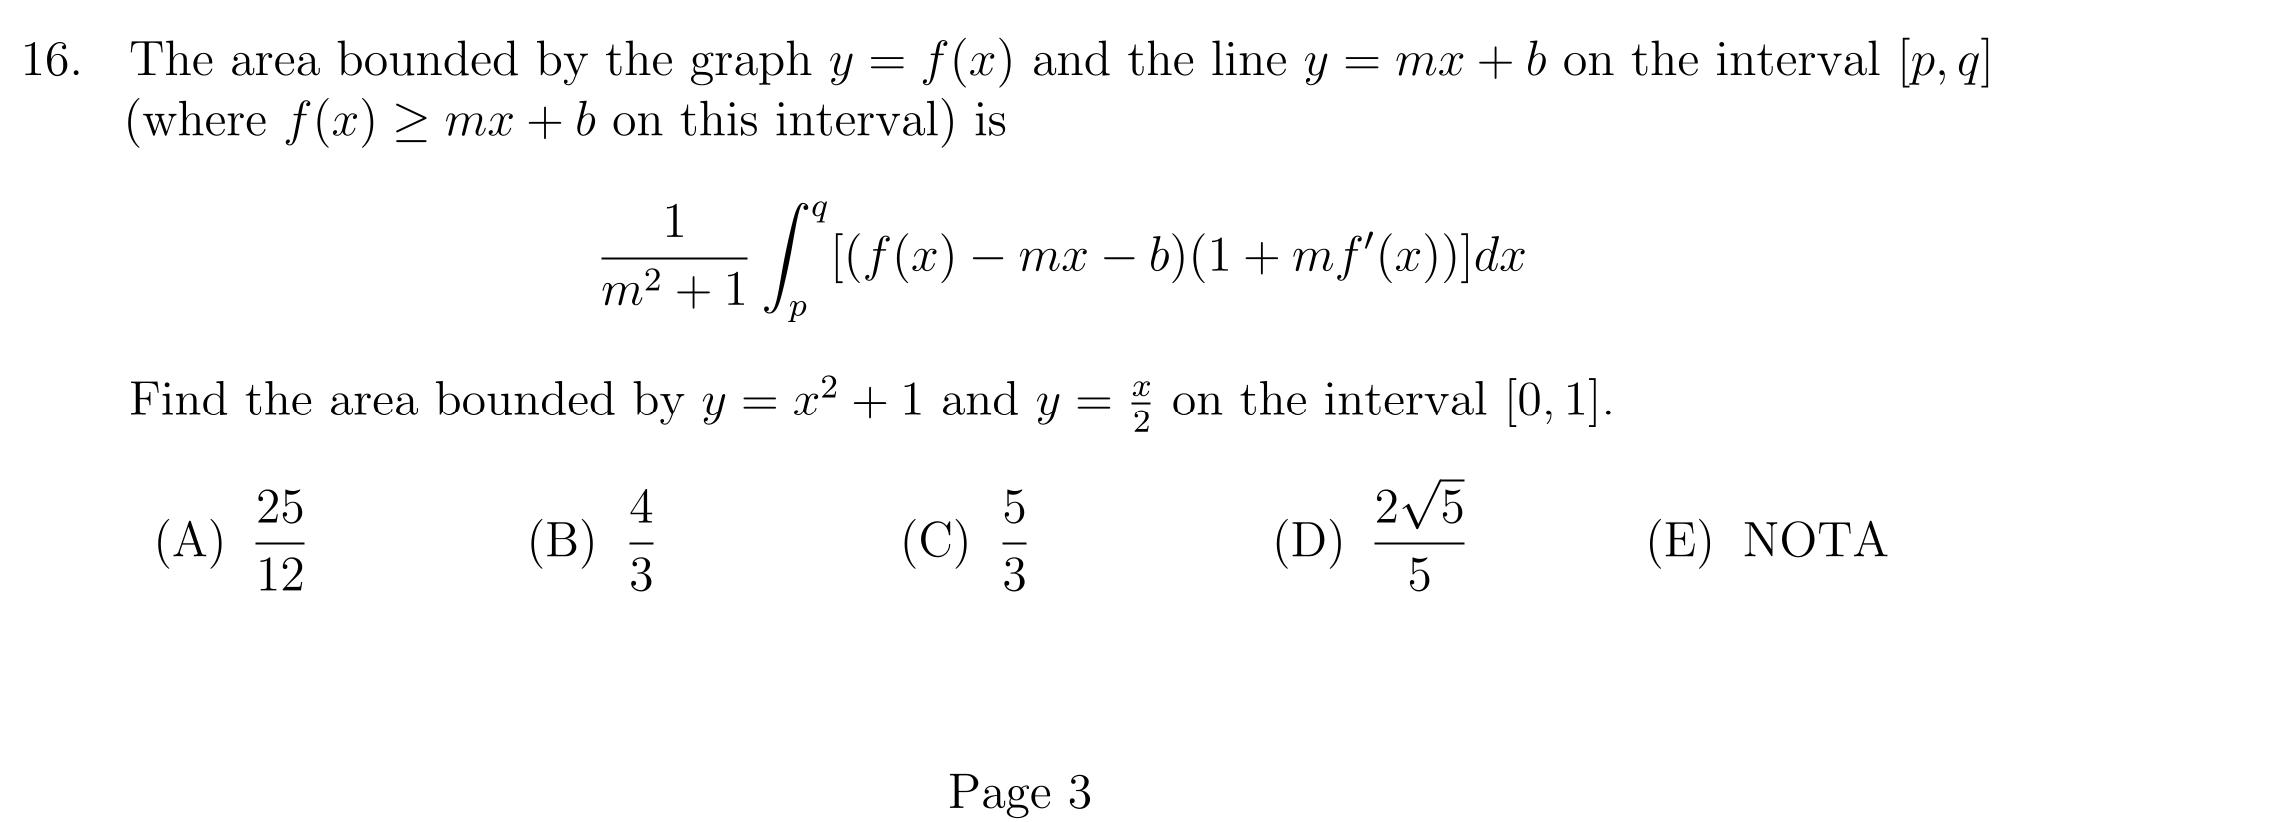 16. The area bounded by the graph y = f(x) and the line y = mx + b on the interval [p, q]
(where f(x) ≥ mx + b on this interval) is
\frac{1}{m^2 + 1} \int_p^q [(f(x) − mx − b)(1 + mf′(x))]dx
Find the area bounded by y = x^2 + 1 and y = \frac{x}{2} on the interval [0, 1].
(A) \frac{25}{12} (B) \frac{4}{3} (C) \frac{5}{3} (D) \frac{2\sqrt{5}}{5} (E) NOTA
Page 3